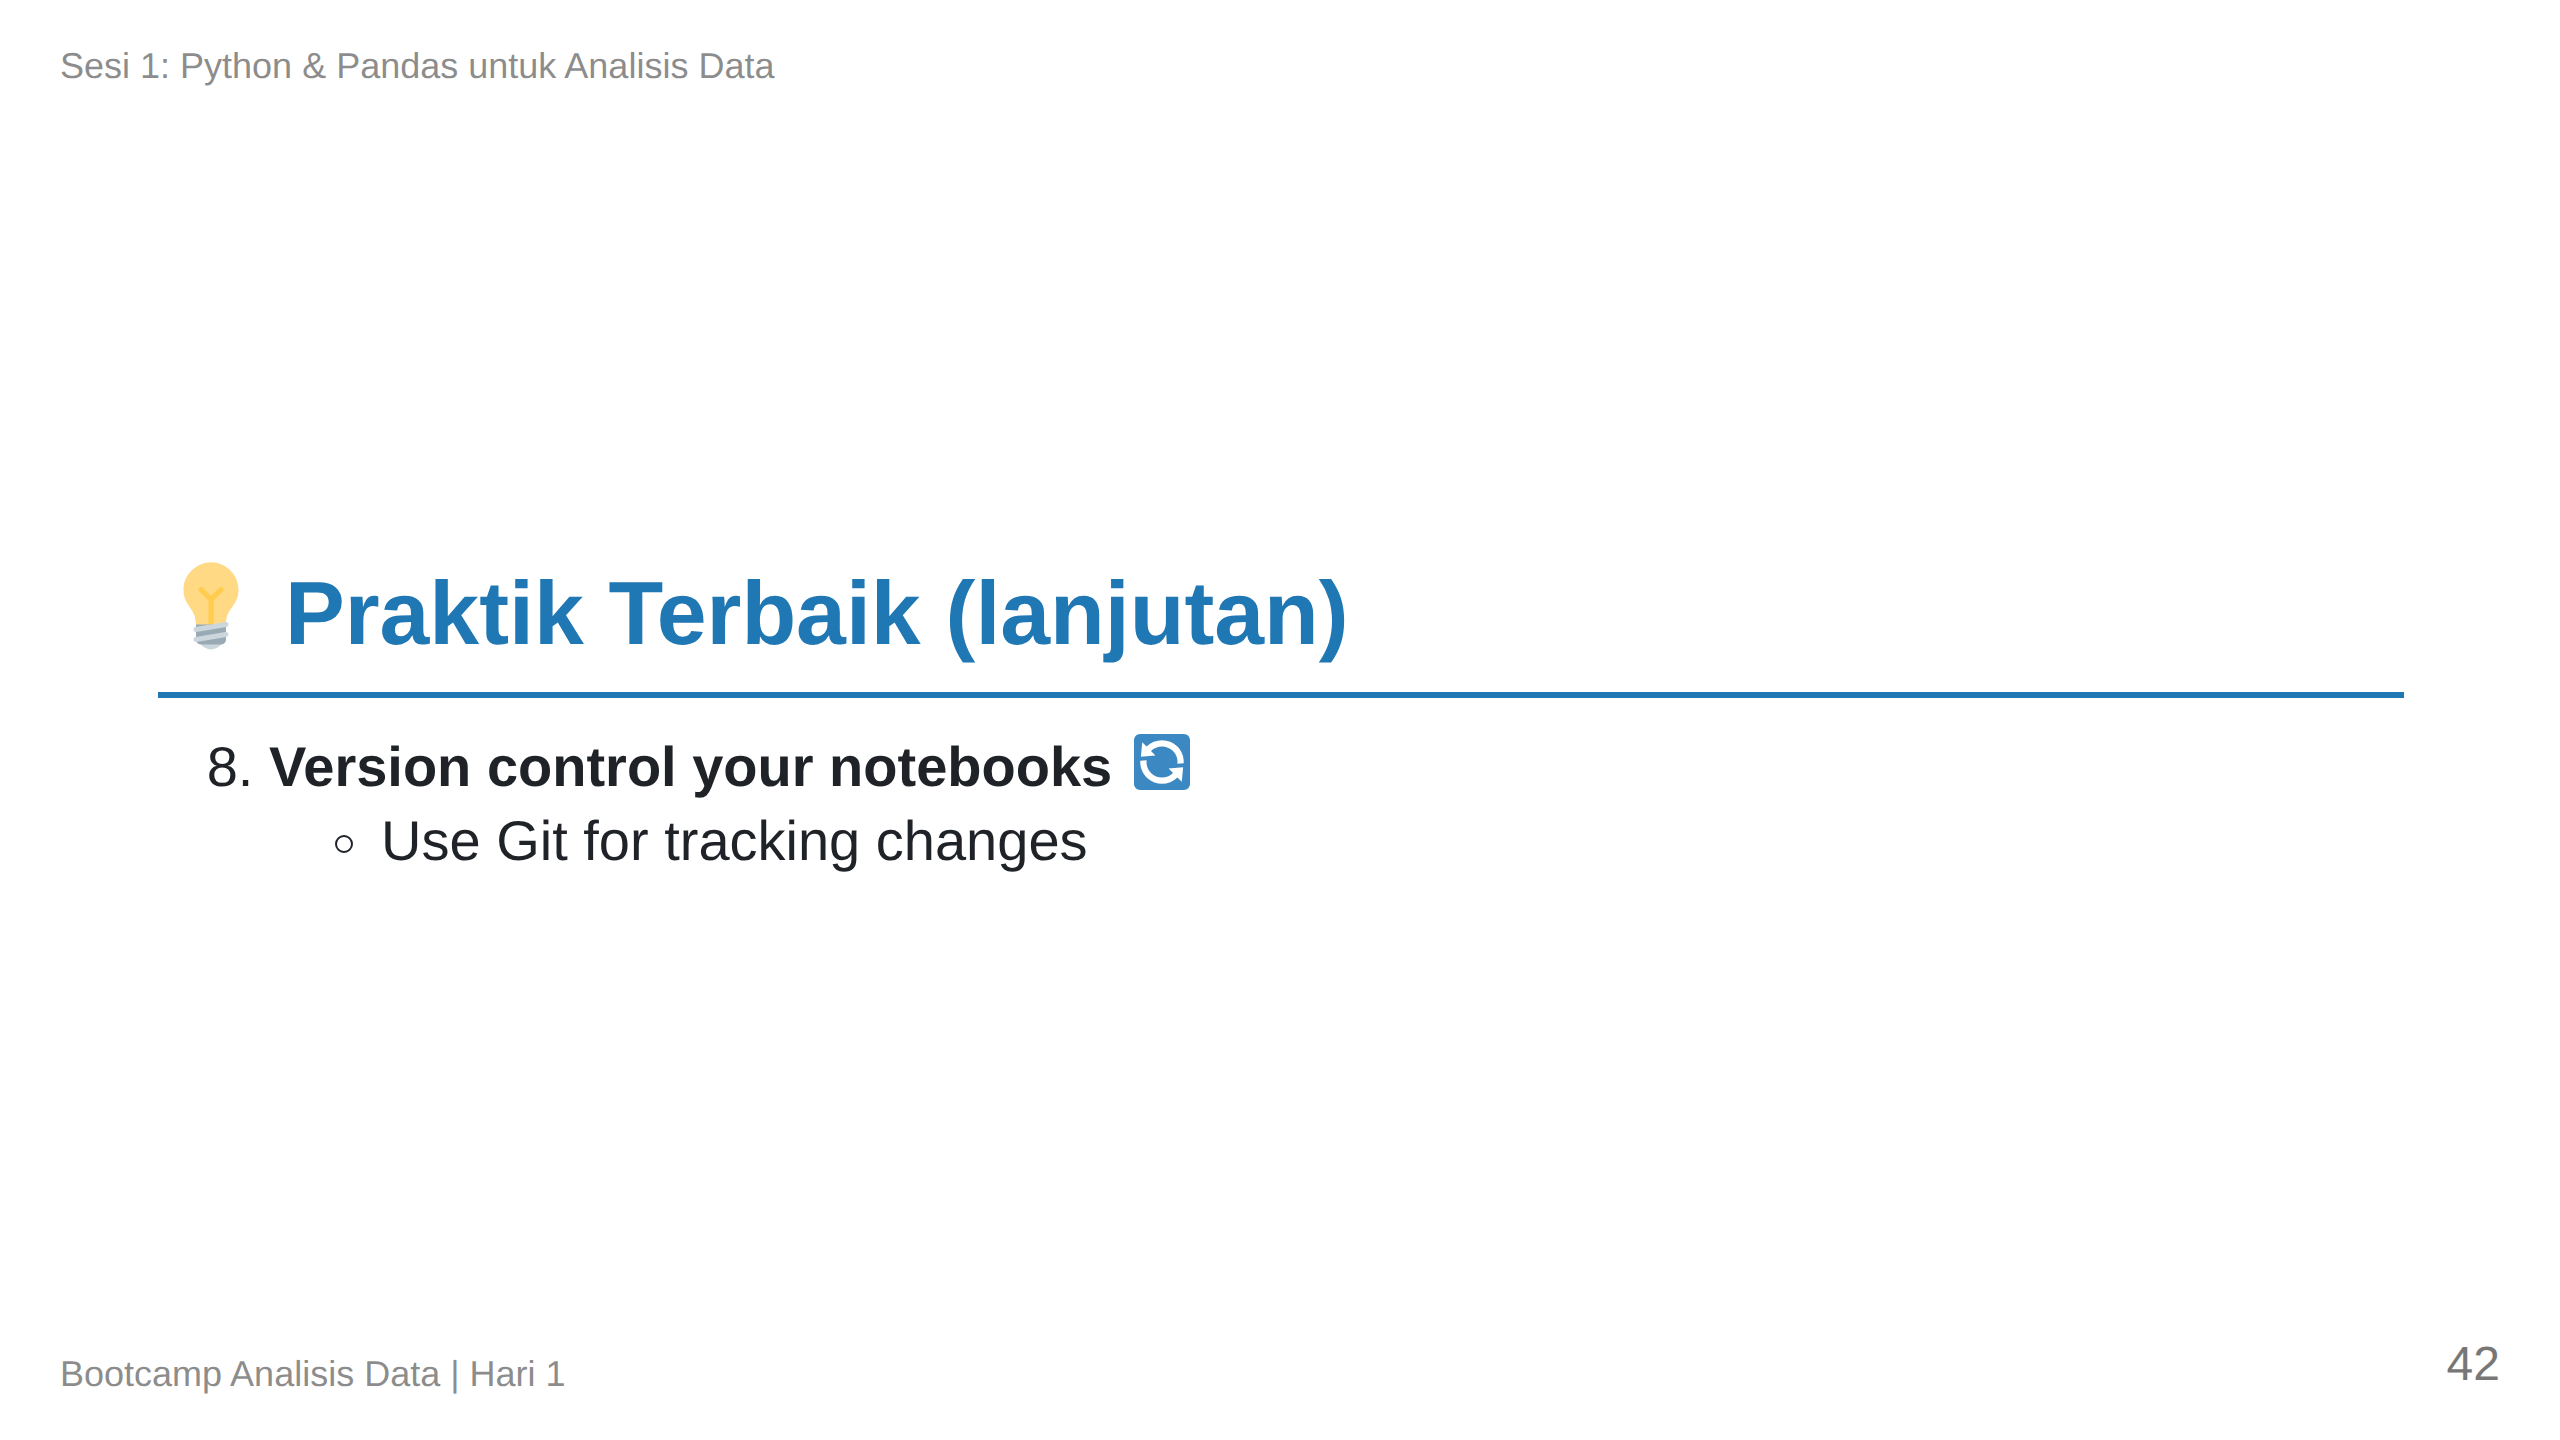 Sesi 1: Python & Pandas untuk Analisis Data
💡 Praktik Terbaik (lanjutan)
8. Version control your notebooks 🔄
○ Use Git for tracking changes
Bootcamp Analisis Data | Hari 1
42